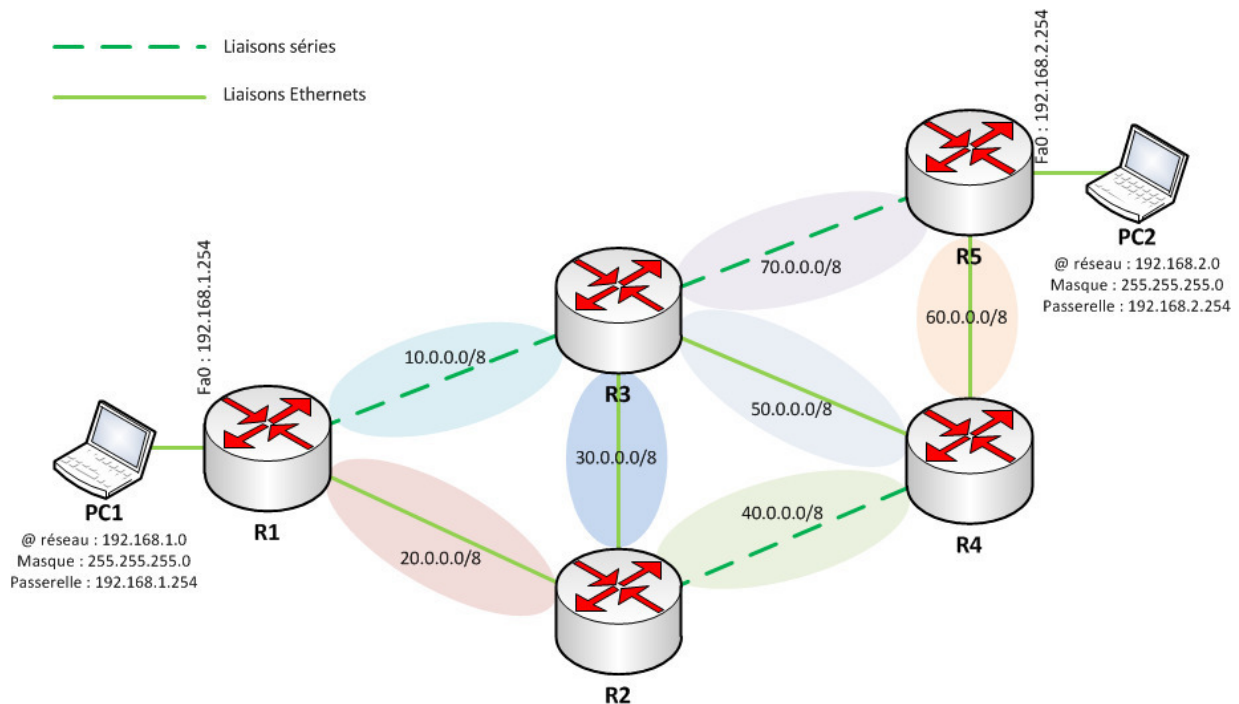 Liaisons séries
Liaisons Ethernets
Fa0 : 192.168.2.254
R5
PC2
@ réseau : 192.168.2.0
Masque : 255.255.255.0
Passerelle : 192.168.2.254
70.0.0.0/8
60.0.0.0/8
Fa0 : 192.168.1.254
10.0.0.0/8
R3
50.0.0.0/8
30.0.0.0/8
PC1
@ réseau : 192.168.1.0
Masque : 255.255.255.0
Passerelle : 192.168.1.254
R1
20.0.0.0/8
40.0.0.0/8
R4
R2